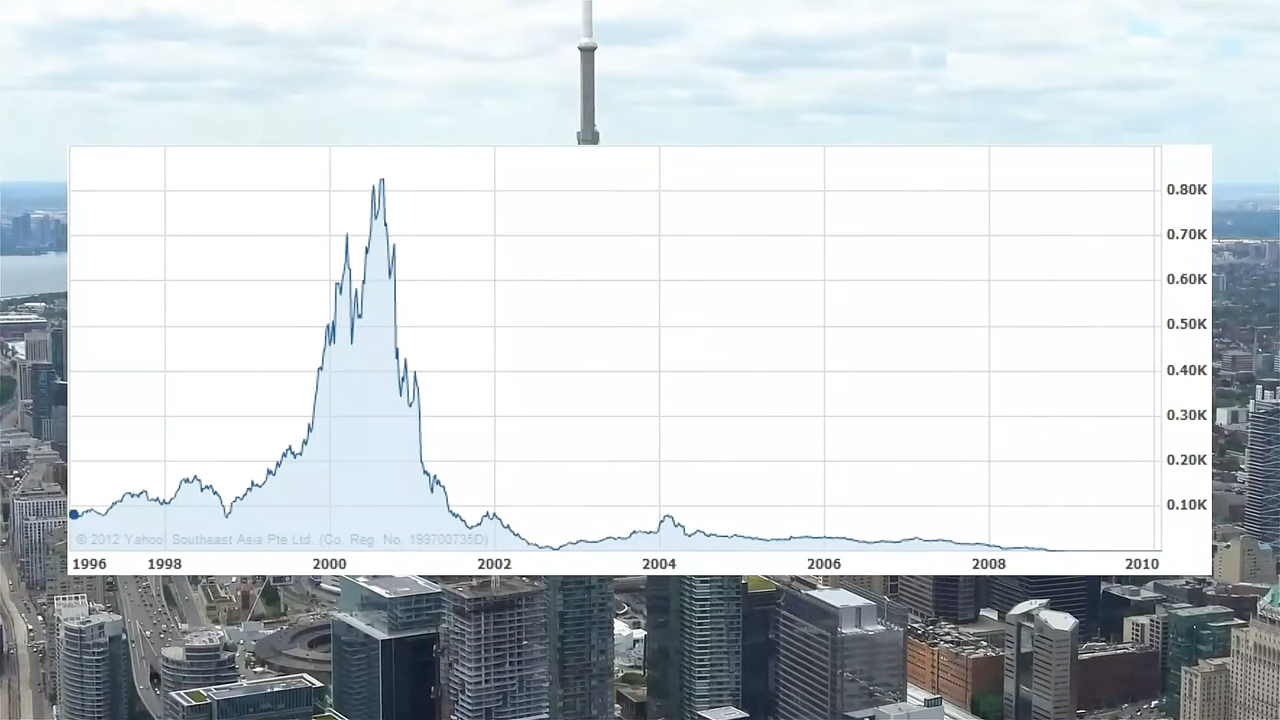 0.80K
0.70K
0.60K
0.50K
0.40K
0.30K
0.20K
0.10K
© 2012 Yahoo! Southeast Asia Pte Ltd. (Co. Reg. No. 199700735D)
1996 1998 2000 2002 2004 2006 2008 2010